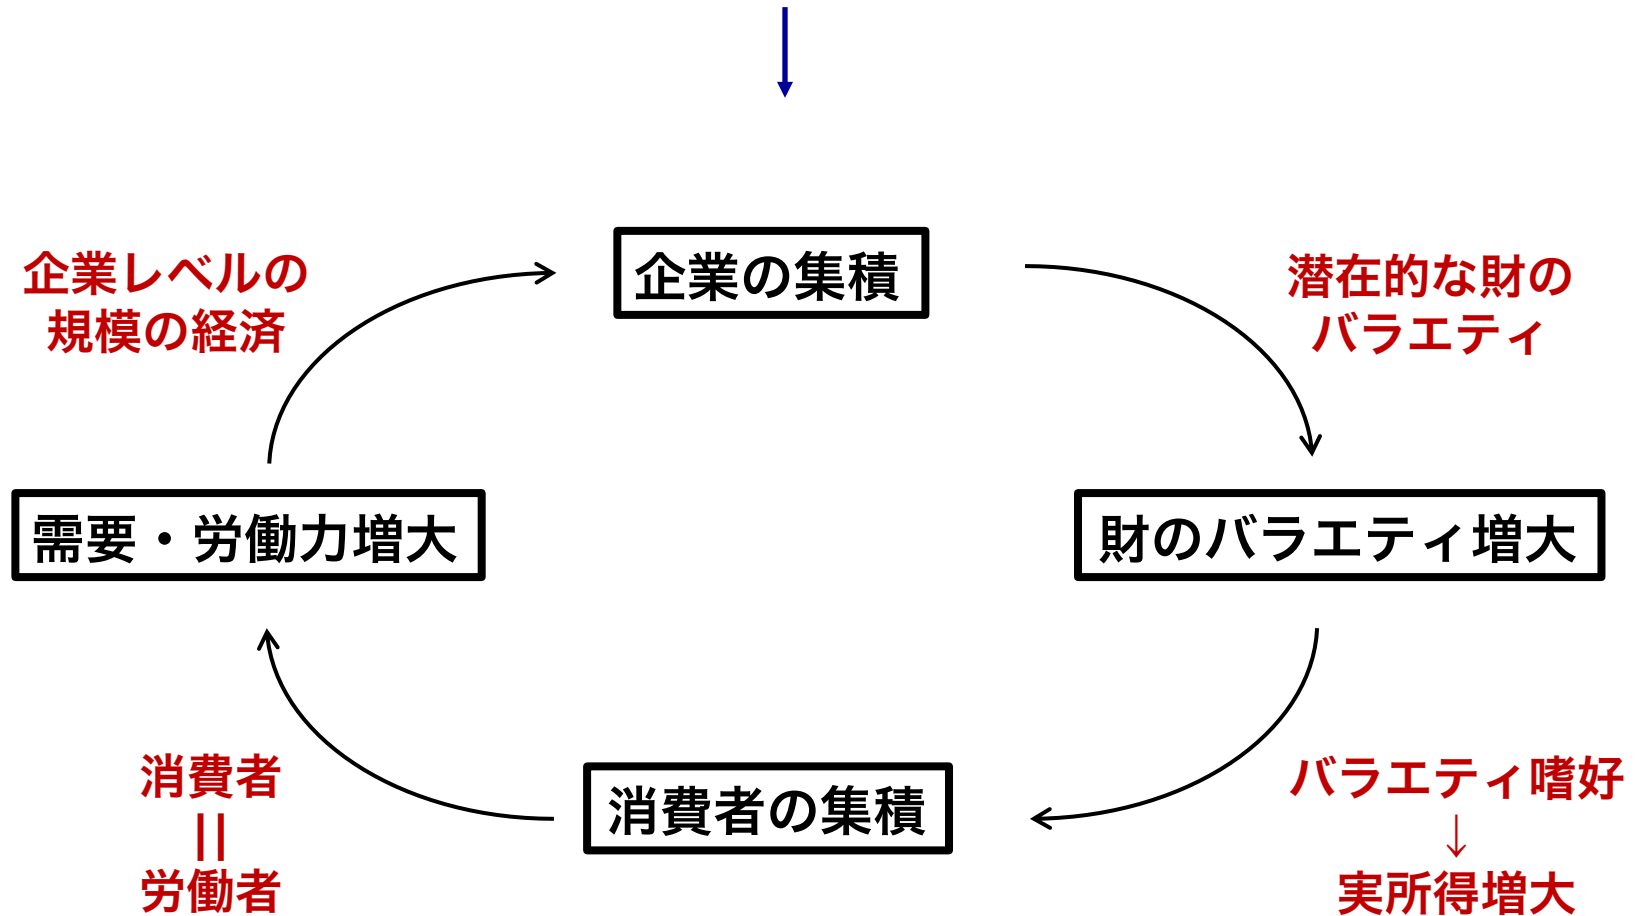 企業レベルの
規模の経済
企業の集積
潜在的な財の
バラエティ
需要・労働力増大
財のバラエティ増大
消費者
||
労働者
消費者の集積
バラエティ嗜好
↓
実所得増大